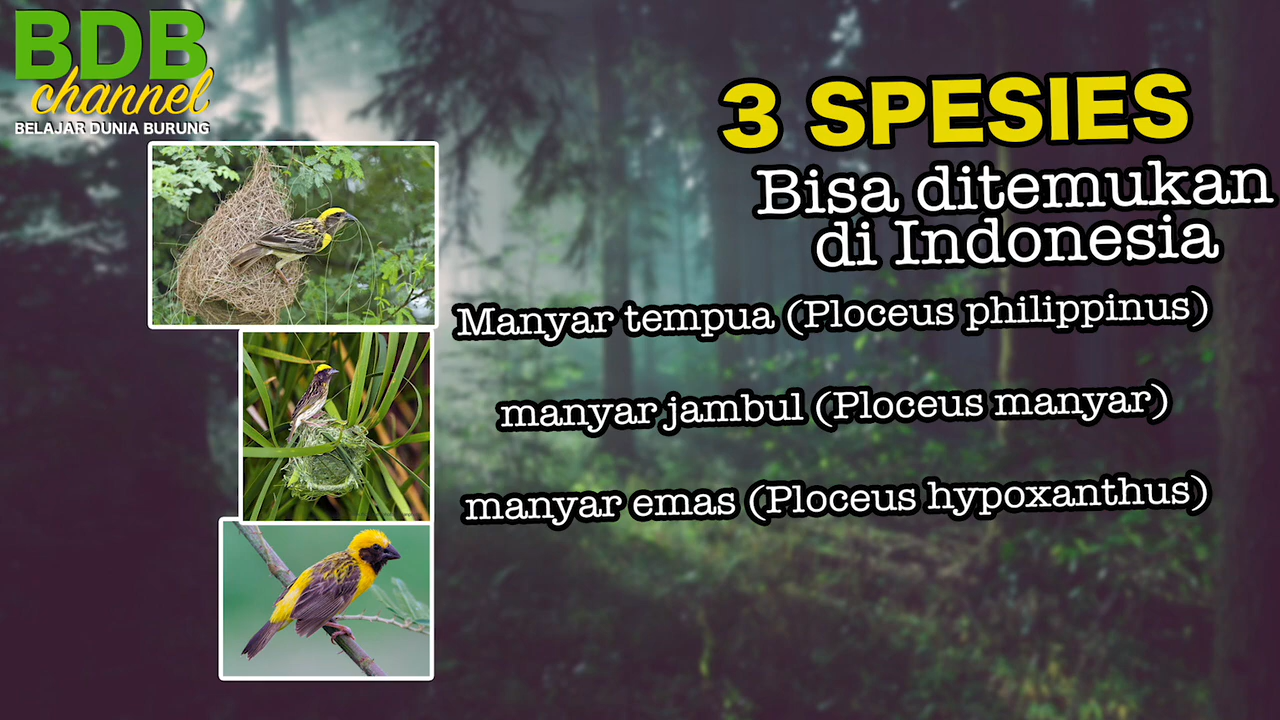 BDB
channel
BELAJAR DUNIA BURUNG
3 SPESIES
Bisa ditemukan
di Indonesia
Manyar tempua (Ploceus philippinus)
manyar jambul (Ploceus manyar)
manyar emas (Ploceus hypoxanthus)